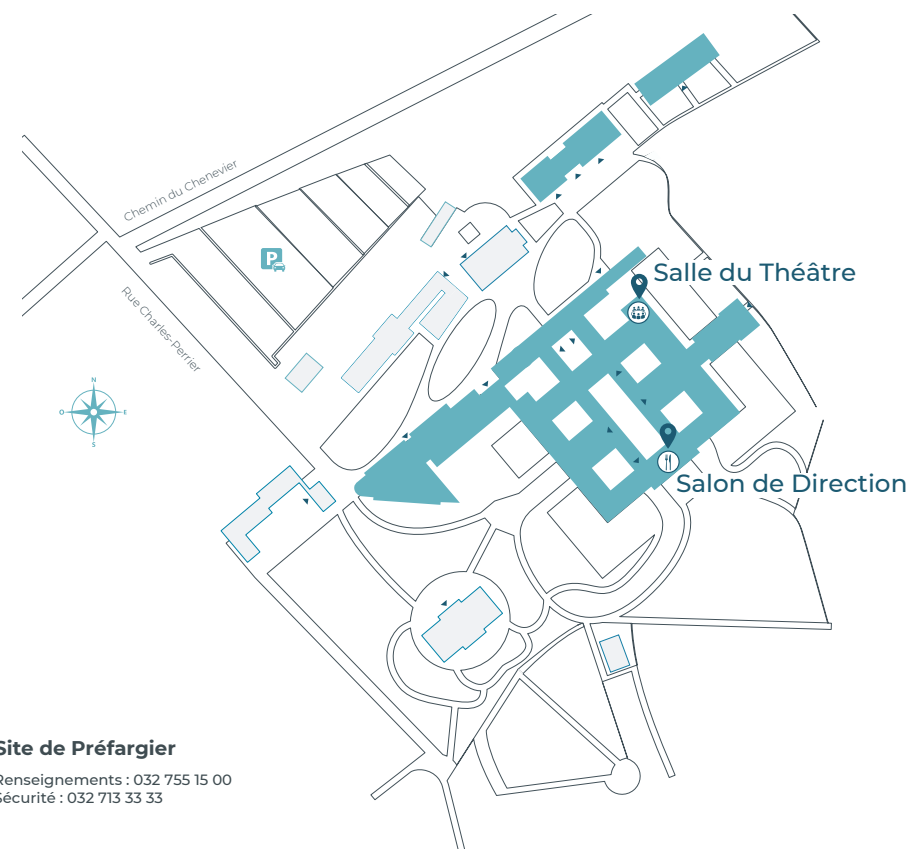 Chemin du Chenevier
P
Salle du Théâtre
Rue Charles-Perrier
N
O
E
S
Salon de Direction
Site de Préfargier
Renseignements : 032 755 15 00
Sécurité : 032 713 33 33